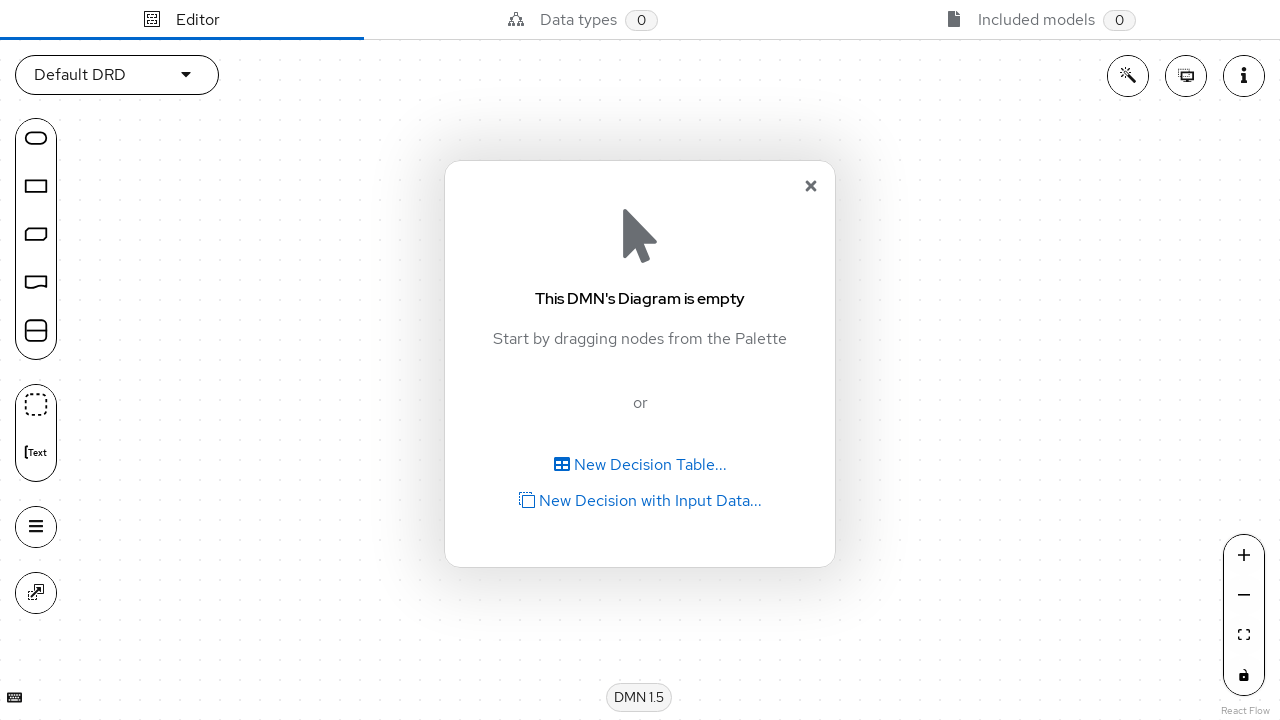 Editor
Data types 0
Included models 0
Default DRD
This DMN's Diagram is empty
Start by dragging nodes from the Palette
or
New Decision Table...
New Decision with Input Data...
Text
DMN 1.5
React Flow